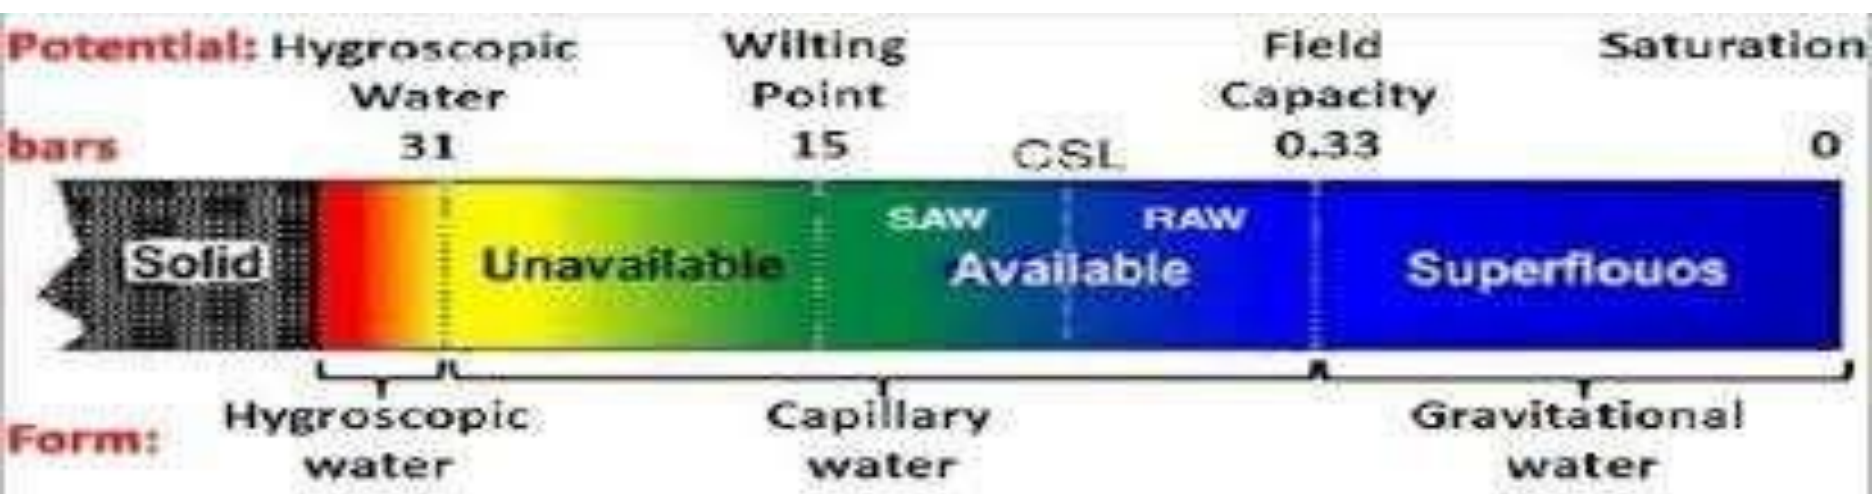 Potential: Hygroscopic Water
Wilting Point
Field Capacity
Saturation
bars 31 15 CSL 0.33 0
Solid
Unavailable
SAW RAW
Available
Superflouos
Form: Hygroscopic water
Capillary water
Gravitational water